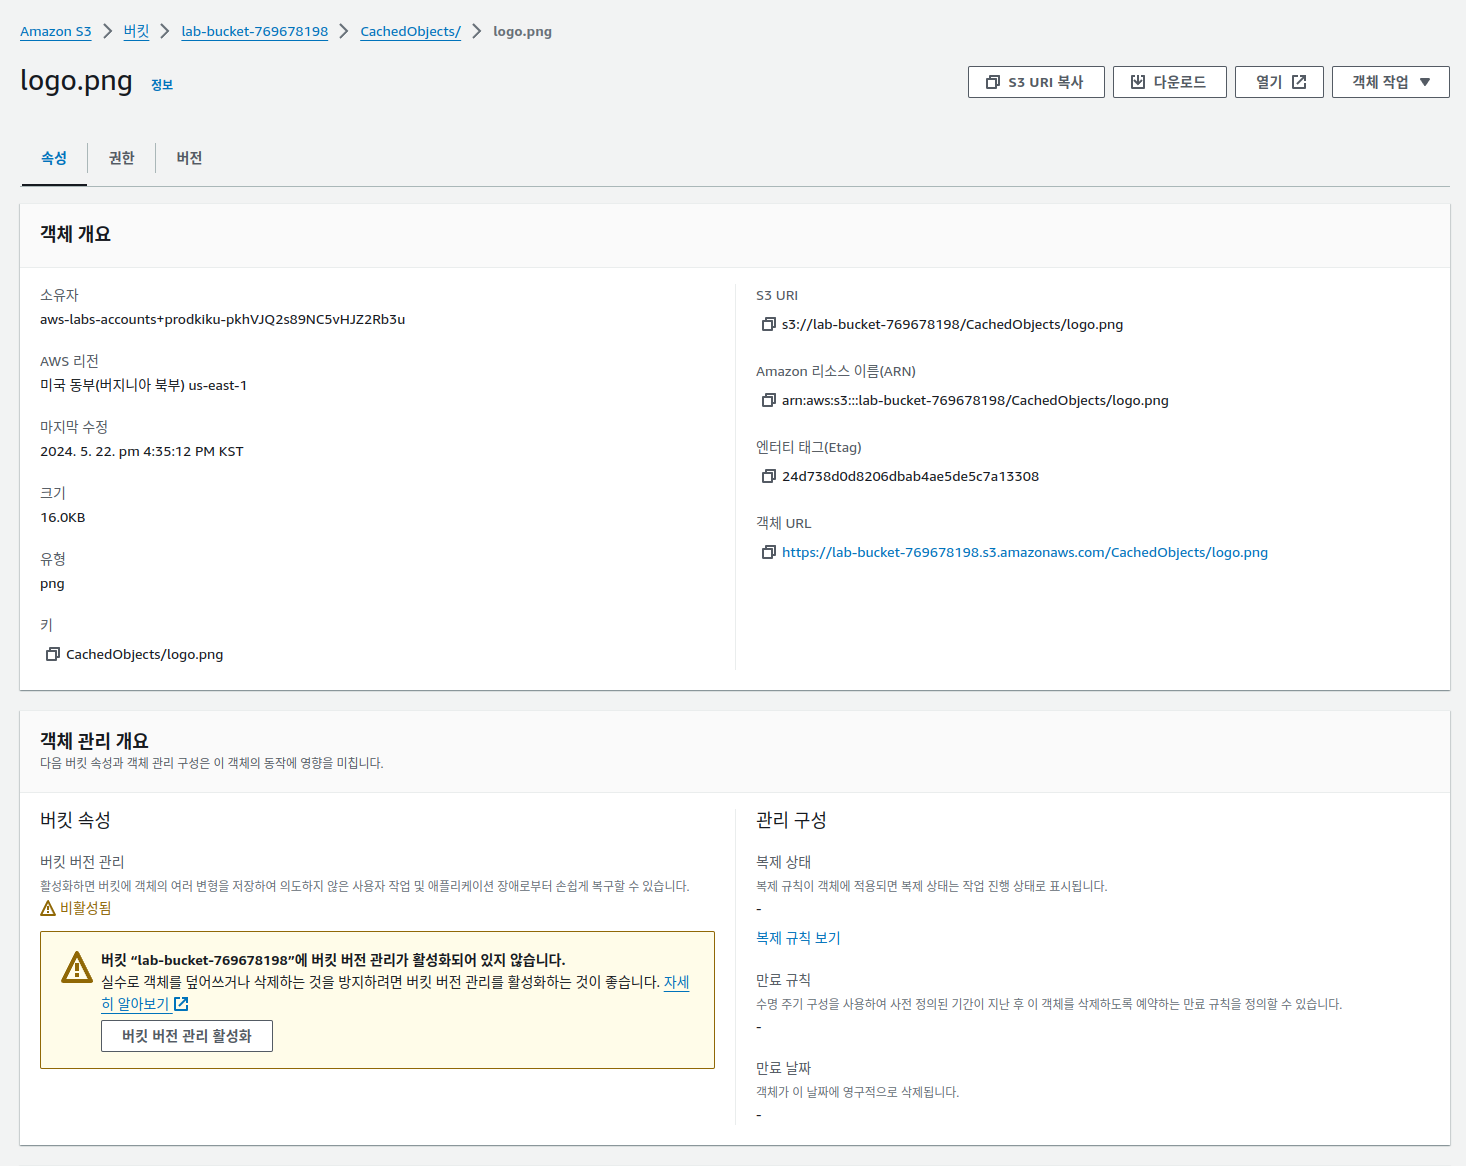 Amazon S3 > 버킷 > lab-bucket-769678198 > CachedObjects/ > logo.png
logo.png 정보
S3 URI 복사 다운로드 열기 객체 작업
속성 권한 버전
객체 개요
소유자
aws-labs-accounts+prodkiku-pkhVJQ2s89NC5vHJZ2Rb3u
AWS 리전
미국 동부(버지니아 북부) us-east-1
마지막 수정
2024. 5. 22. pm 4:35:12 PM KST
크기
16.0KB
유형
png
키
CachedObjects/logo.png
S3 URI
s3://lab-bucket-769678198/CachedObjects/logo.png
Amazon 리소스 이름(ARN)
arn:aws:s3:::lab-bucket-769678198/CachedObjects/logo.png
엔터티 태그(Etag)
24d738d0d8206dbab4ae5de5c7a13308
객체 URL
https://lab-bucket-769678198.s3.amazonaws.com/CachedObjects/logo.png
객체 관리 개요
다음 버킷 속성과 객체 관리 구성은 이 객체의 동작에 영향을 미칩니다.
버킷 속성
버킷 버전 관리
활성화하면 버킷에 객체의 여러 변형을 저장하여 의도하지 않은 사용자 작업 및 애플리케이션 장애로부터 손쉽게 복구할 수 있습니다.
비활성됨
버킷 “lab-bucket-769678198”에 버킷 버전 관리가 활성화되어 있지 않습니다.
실수로 객체를 덮어쓰거나 삭제하는 것을 방지하려면 버킷 버전 관리를 활성화하는 것이 좋습니다. 자세
히 알아보기
버킷 버전 관리 활성화
관리 구성
복제 상태
복제 규칙이 객체에 적용되면 복제 상태는 작업 진행 상태로 표시됩니다.
-
복제 규칙 보기
만료 규칙
수명 주기 구성을 사용하여 사전 정의된 기간이 지난 후 이 객체를 삭제하도록 예약하는 만료 규칙을 정의할 수 있습니다.
-
만료 날짜
객체가 이 날짜에 영구적으로 삭제됩니다.
-